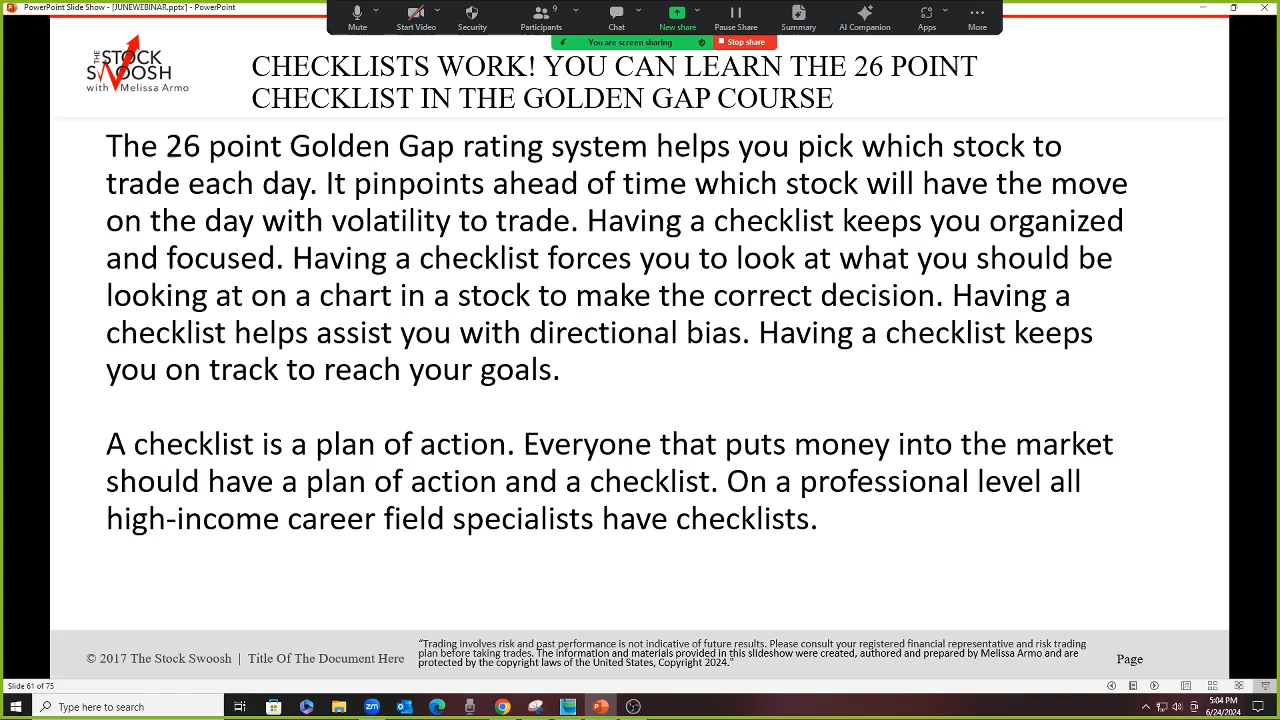 PowerPoint Slide Show - [JUNEWEBINAR.pptx] - PowerPoint
Mute
Start Video
Security
Participants
9
Chat
New share
Pause Share
Summary
AI Companion
Apps
More
You are screen sharing
Stop share
THE
STOCK
SWOOSH
with Melissa Armo
CHECKLISTS WORK! YOU CAN LEARN THE 26 POINT
CHECKLIST IN THE GOLDEN GAP COURSE
The 26 point Golden Gap rating system helps you pick which stock to
trade each day. It pinpoints ahead of time which stock will have the move
on the day with volatility to trade. Having a checklist keeps you organized
and focused. Having a checklist forces you to look at what you should be
looking at on a chart in a stock to make the correct decision. Having a
checklist helps assist you with directional bias. Having a checklist keeps
you on track to reach your goals.
A checklist is a plan of action. Everyone that puts money into the market
should have a plan of action and a checklist. On a professional level all
high-income career field specialists have checklists.
© 2017 The Stock Swoosh | Title Of The Document Here
“Trading involves risk and past performance is not indicative of future results. Please consult your registered financial representative and risk trading
plan before taking trades. The information and materials provided in this slideshow were created, authored and prepared by Melissa Armo and are
protected by the copyright laws of the United States, Copyright 2024."
Page
Slide 61 of 75
Type here to search
5:04 PM
6/24/2024